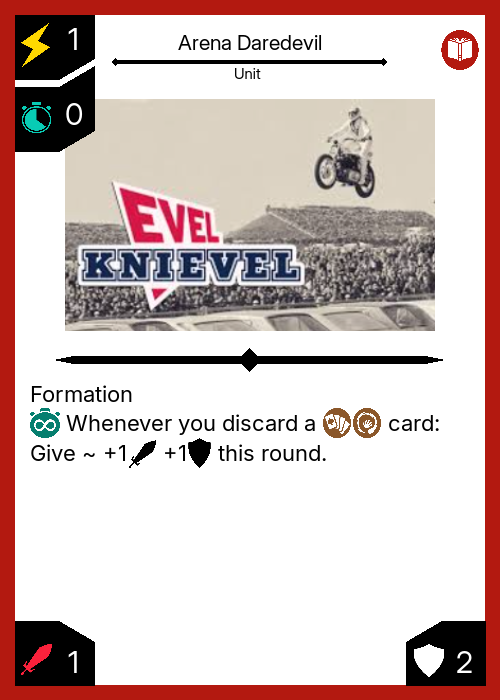 1
Arena Daredevil
Unit
0
EVEL
KNIEVEL
Formation
Whenever you discard a card:
Give ~ +1 +1 this round.
1
2